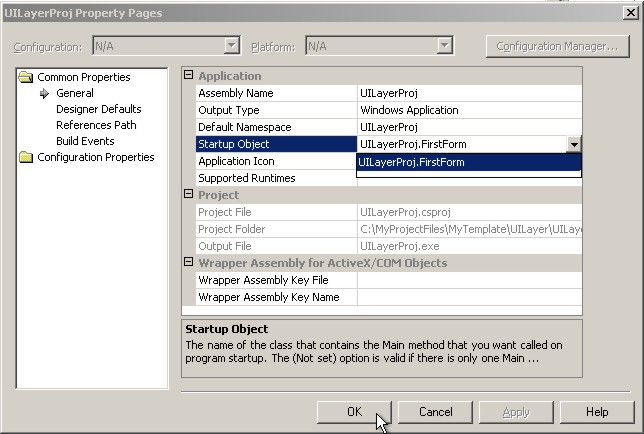 UILayerProj Property Pages
Configuration: N/A Platform: N/A Configuration Manager...
Common Properties
General
Designer Defaults
References Path
Build Events
Configuration Properties
Application
Assembly Name UILayerProj
Output Type Windows Application
Default Namespace UILayerProj
Startup Object UILayerProj.FirstForm
Application Icon UILayerProj.FirstForm
Supported Runtimes
Project
Project File UILayerProj.csproj
Project Folder C:\MyProjectFiles\MyTemplate\UILayer\UILaye
Output File UILayerProj.exe
Wrapper Assembly for ActiveX/COM Objects
Wrapper Assembly Key File
Wrapper Assembly Key Name
Startup Object
The name of the class that contains the Main method that you want called on
program startup. The (Not set) option is valid if there is only one Main ...
OK Cancel Apply Help